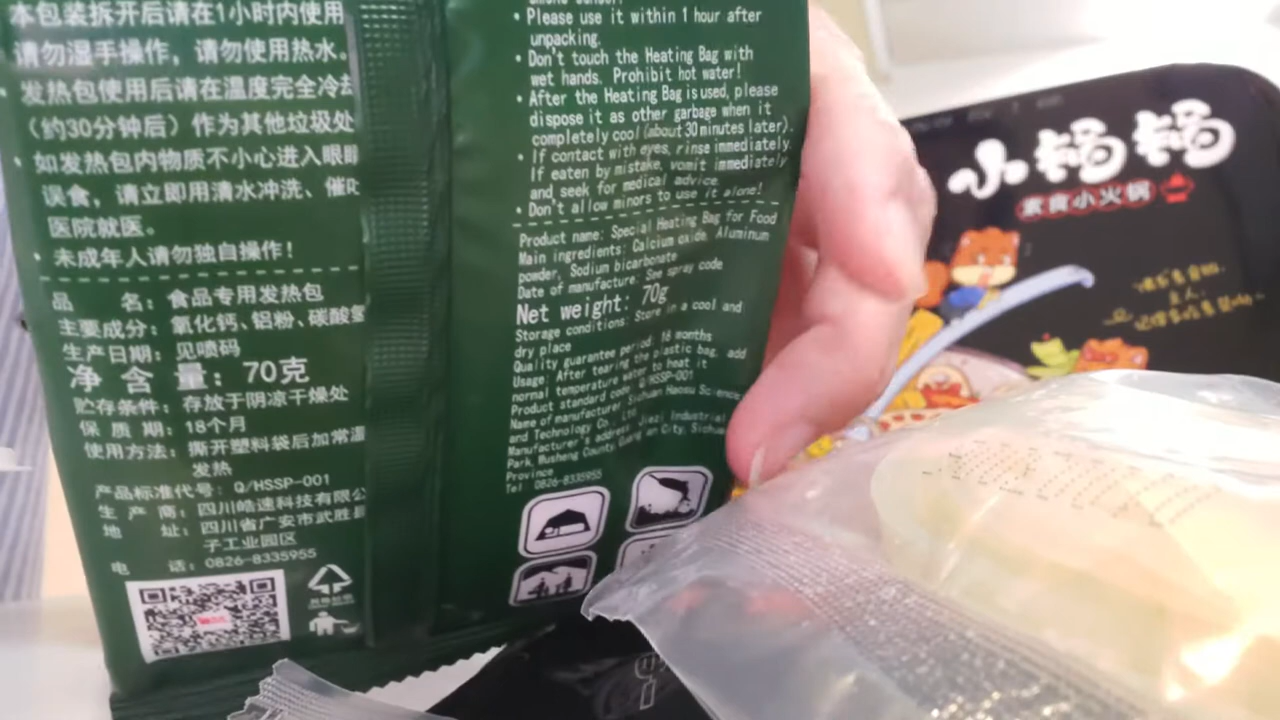 本包装拆开后请在1小时内使用
请勿湿手操作，请勿使用热水。
• 发热包使用后请在温度完全冷却
（约30分钟后）作为其他垃圾处
• 如发热包内物质不小心进入眼
误食，请立即用清水冲洗、催吐
医院就医。
• 未成年人请勿独自操作！
品 名：食品专用发热包
主要成分：氧化钙、铝粉、碳酸氢
生产日期：见喷码
净 含 量：70克
贮存条件：存放于阴凉干燥处
保 质 期：18个月
使用方法：撕开塑料袋后加常温
发热
产品标准代号：Q/HSSP-001
生 产 商：四川皓速科技有限公
地 址：四川省广安市武胜县
子工业园区
电 话：0826-8335955
• Please use it within 1 hour after
unpacking.
• Don't touch the Heating Bag with
wet hands. Prohibit hot water!
• After the Heating Bag is used, please
dispose it as other garbage when it
completely cool (about 30 minutes later).
• If contact with eyes, rinse immediately.
If eaten by mistake, vomit immediately
and seek for medical advice
• Don't allow minors to use it alone!
Product name: Special Heating Bag for Food
Main ingredients: Calcium oxide, Aluminum
powder, Sodium bicarbonate
Date of manufacture: See spray code
Net weight: 70g
Storage conditions: Store in a cool and
dry place
Quality guarantee period: 18 months
Usage: After tearing the plastic bag, add
normal temperature water to heat it
Product standard code: Q/HSSP-001
Name of manufacturer: Sichuan Haosu Science
and Technology Co., Ltd
Manufacturer's address: Jiezi Industrial
Park, Wusheng County, Guang'an City, Sichuan
Province
Tel 0826-8335955
小锅锅
素食小火锅